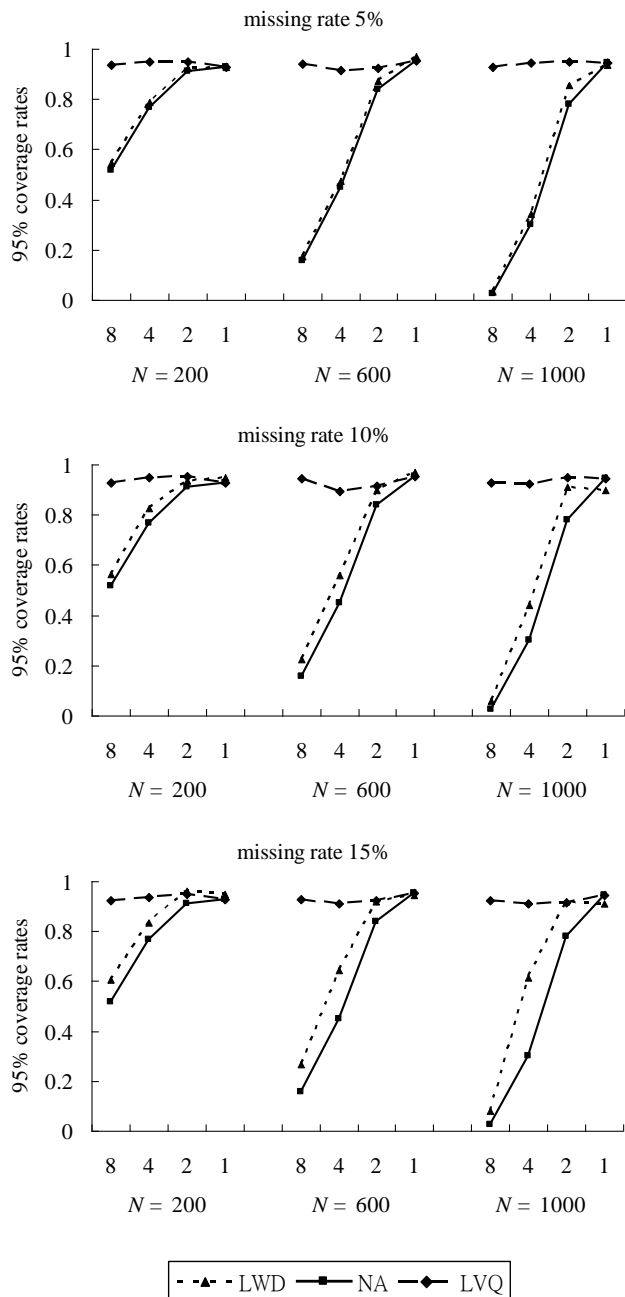 missing rate 5%
95% coverage rates
1
0.8
0.6
0.4
0.2
0
8 4 2 1 8 4 2 1 8 4 2 1
N = 200 N = 600 N = 1000
missing rate 10%
95% coverage rates
1
0.8
0.6
0.4
0.2
0
8 4 2 1 8 4 2 1 8 4 2 1
N = 200 N = 600 N = 1000
missing rate 15%
95% coverage rates
1
0.8
0.6
0.4
0.2
0
8 4 2 1 8 4 2 1 8 4 2 1
N = 200 N = 600 N = 1000
LWD NA LVQ